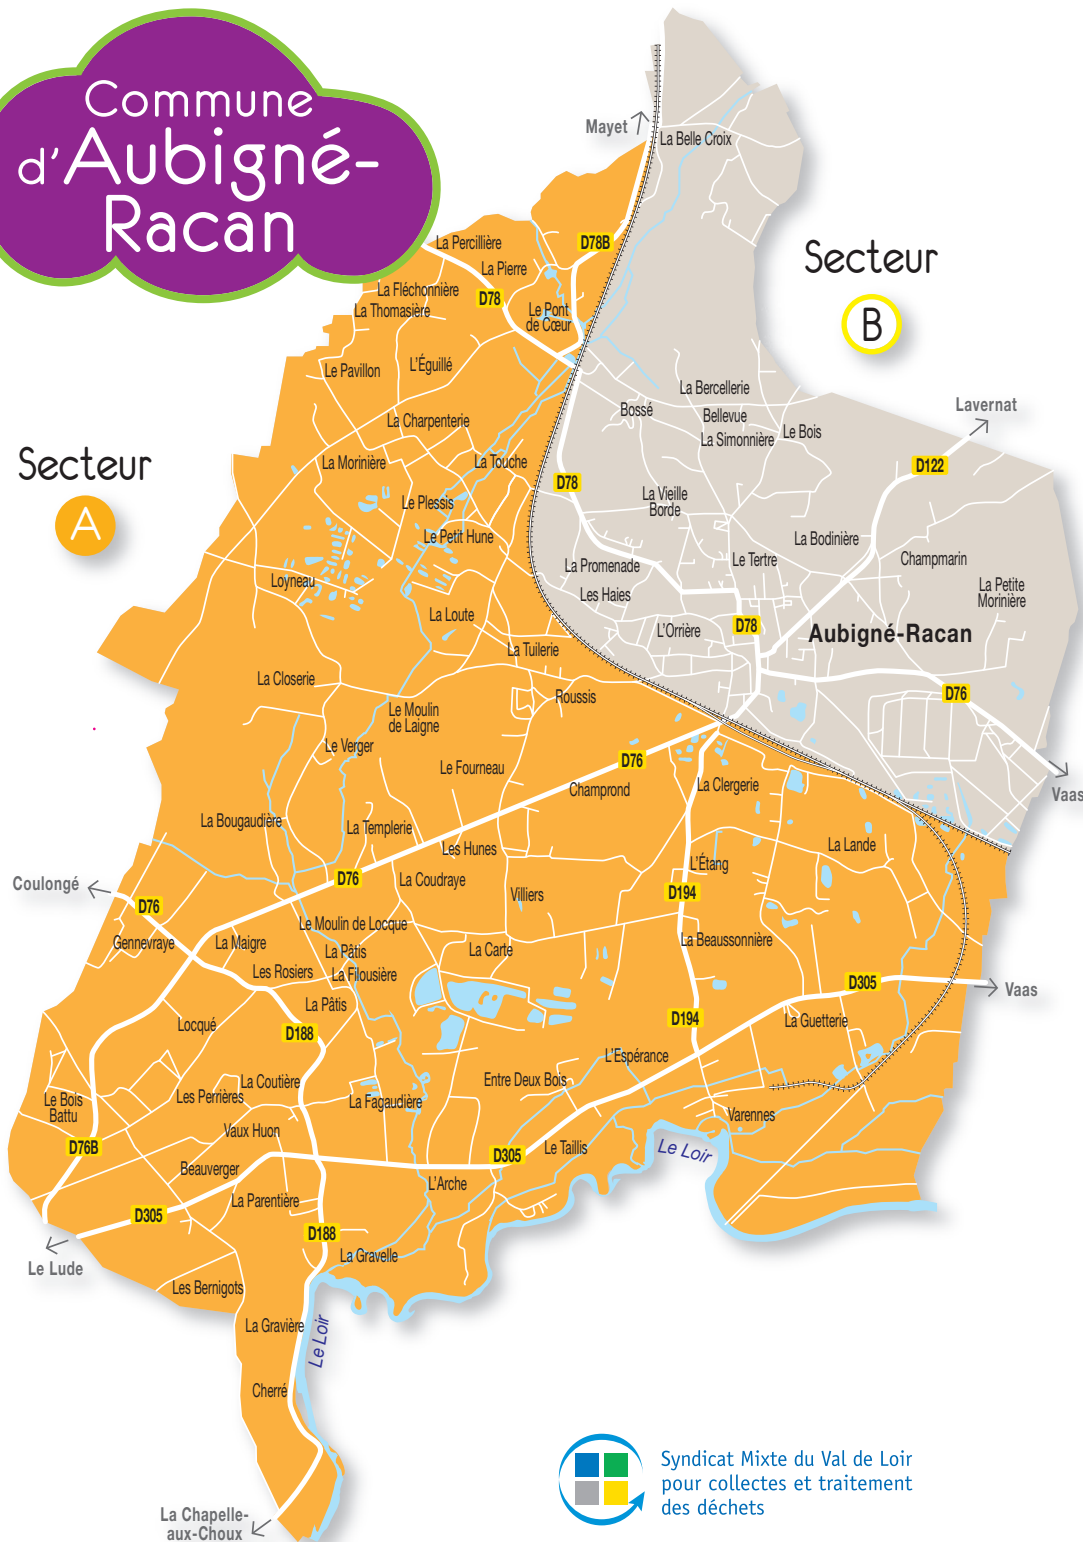 Commune
d'Aubigné-
Racan
Mayet
La Belle Croix
La Percillière
D78B
La Pierre
Secteur
B
La Fléchonnière
D78
La Thomasière
Le Pont
de Cœur
L'Éguillé
Le Pavillon
La Bercellerie
Bossé
Bellevue
Lavernat
La Charpenterie
La Simonnière
Le Bois
Secteur
A
La Morinière
La Touche
D122
D78
Le Plessis
La Vieille
Borde
Le Petit Hune
La Bodinière
Le Tertre
Champmarin
La Promenade
Loyneau
La Petite
Morinière
Les Haies
La Loute
L'Orrière
D78
Aubigné-Racan
La Tuilerie
La Closerie
Roussis
D76
Le Moulin
de Laigne
Le Verger
D76
Le Fourneau
Champrond
La Clergerie
Vaas
La Bougaudière
La Templerie
Les Hunes
La Lande
L'Étang
Coulongé
D76
La Coudraye
D194
Villiers
D76
Le Moulin de Locque
Gennevraye
La Maigre
La Pâtis
La Carte
La Beaussonnière
Les Rosiers
La Filousière
D305
Vaas
La Pâtis
D194
La Guetterie
Locqué
D188
L'Espérance
La Coutière
Entre Deux Bois
Les Perrières
Le Bois
Battu
La Fagaudière
Varennes
Vaux Huon
D76B
Le Taillis
Le Loir
D305
Beauverger
L'Arche
La Parentière
D305
D188
La Gravelle
Le Lude
Les Bernigots
La Gravière
Le Loir
Cherré
La Chapelle-
aux-Choux
Syndicat Mixte du Val de Loir
pour collectes et traitement
des déchets